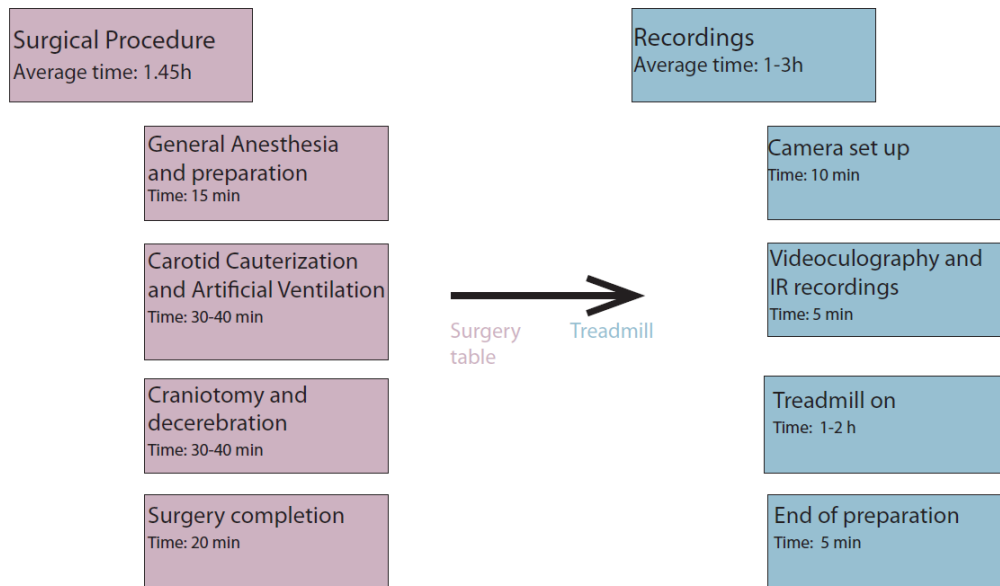 Surgical Procedure
Average time: 1.45h
General Anesthesia
and preparation
Time: 15 min
Carotid Cauterization
and Artificial Ventilation
Time: 30-40 min
Craniotomy and
decerebration
Time: 30-40 min
Surgery completion
Time: 20 min
Surgery
table
Treadmill
Recordings
Average time: 1-3h
Camera set up
Time: 10 min
Videoculography and
IR recordings
Time: 5 min
Treadmill on
Time: 1-2 h
End of preparation
Time: 5 min